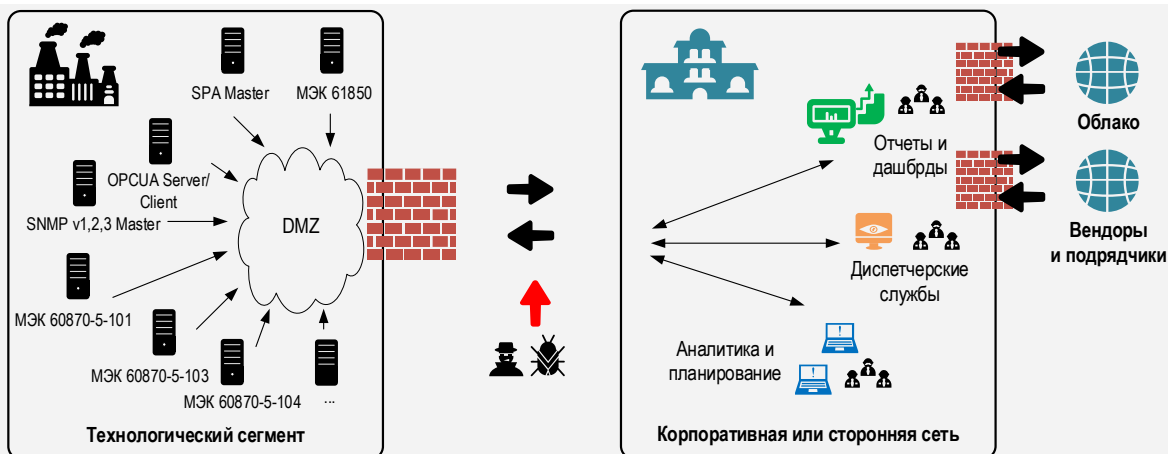 SPA Master
МЭК 61850
OPCUA Server/
Client
SNMP v1,2,3 Master
DMZ
МЭК 60870-5-101
МЭК 60870-5-103
МЭК 60870-5-104
...
Технологический сегмент
Отчеты и
дашбрды
Диспетчерские
службы
Аналитика и
планирование
Корпоративная или сторонняя сеть
Облако
Вендоры
и подрядчики